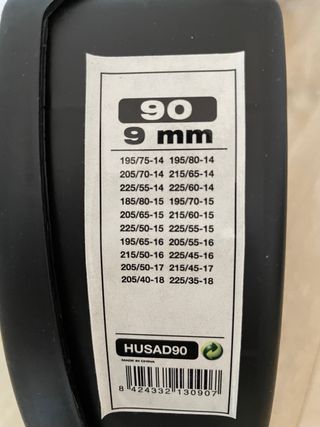 90
9 mm
195/75-14 195/80-14
205/70-14 215/65-14
225/55-14 225/60-14
185/80-15 195/70-15
205/65-15 215/60-15
225/50-15 225/55-15
195/65-16 205/55-16
215/50-16 225/45-16
205/50-17 215/45-17
205/40-18 225/35-18
HUSAD90
MADE IN CHINA
8 424332 130907